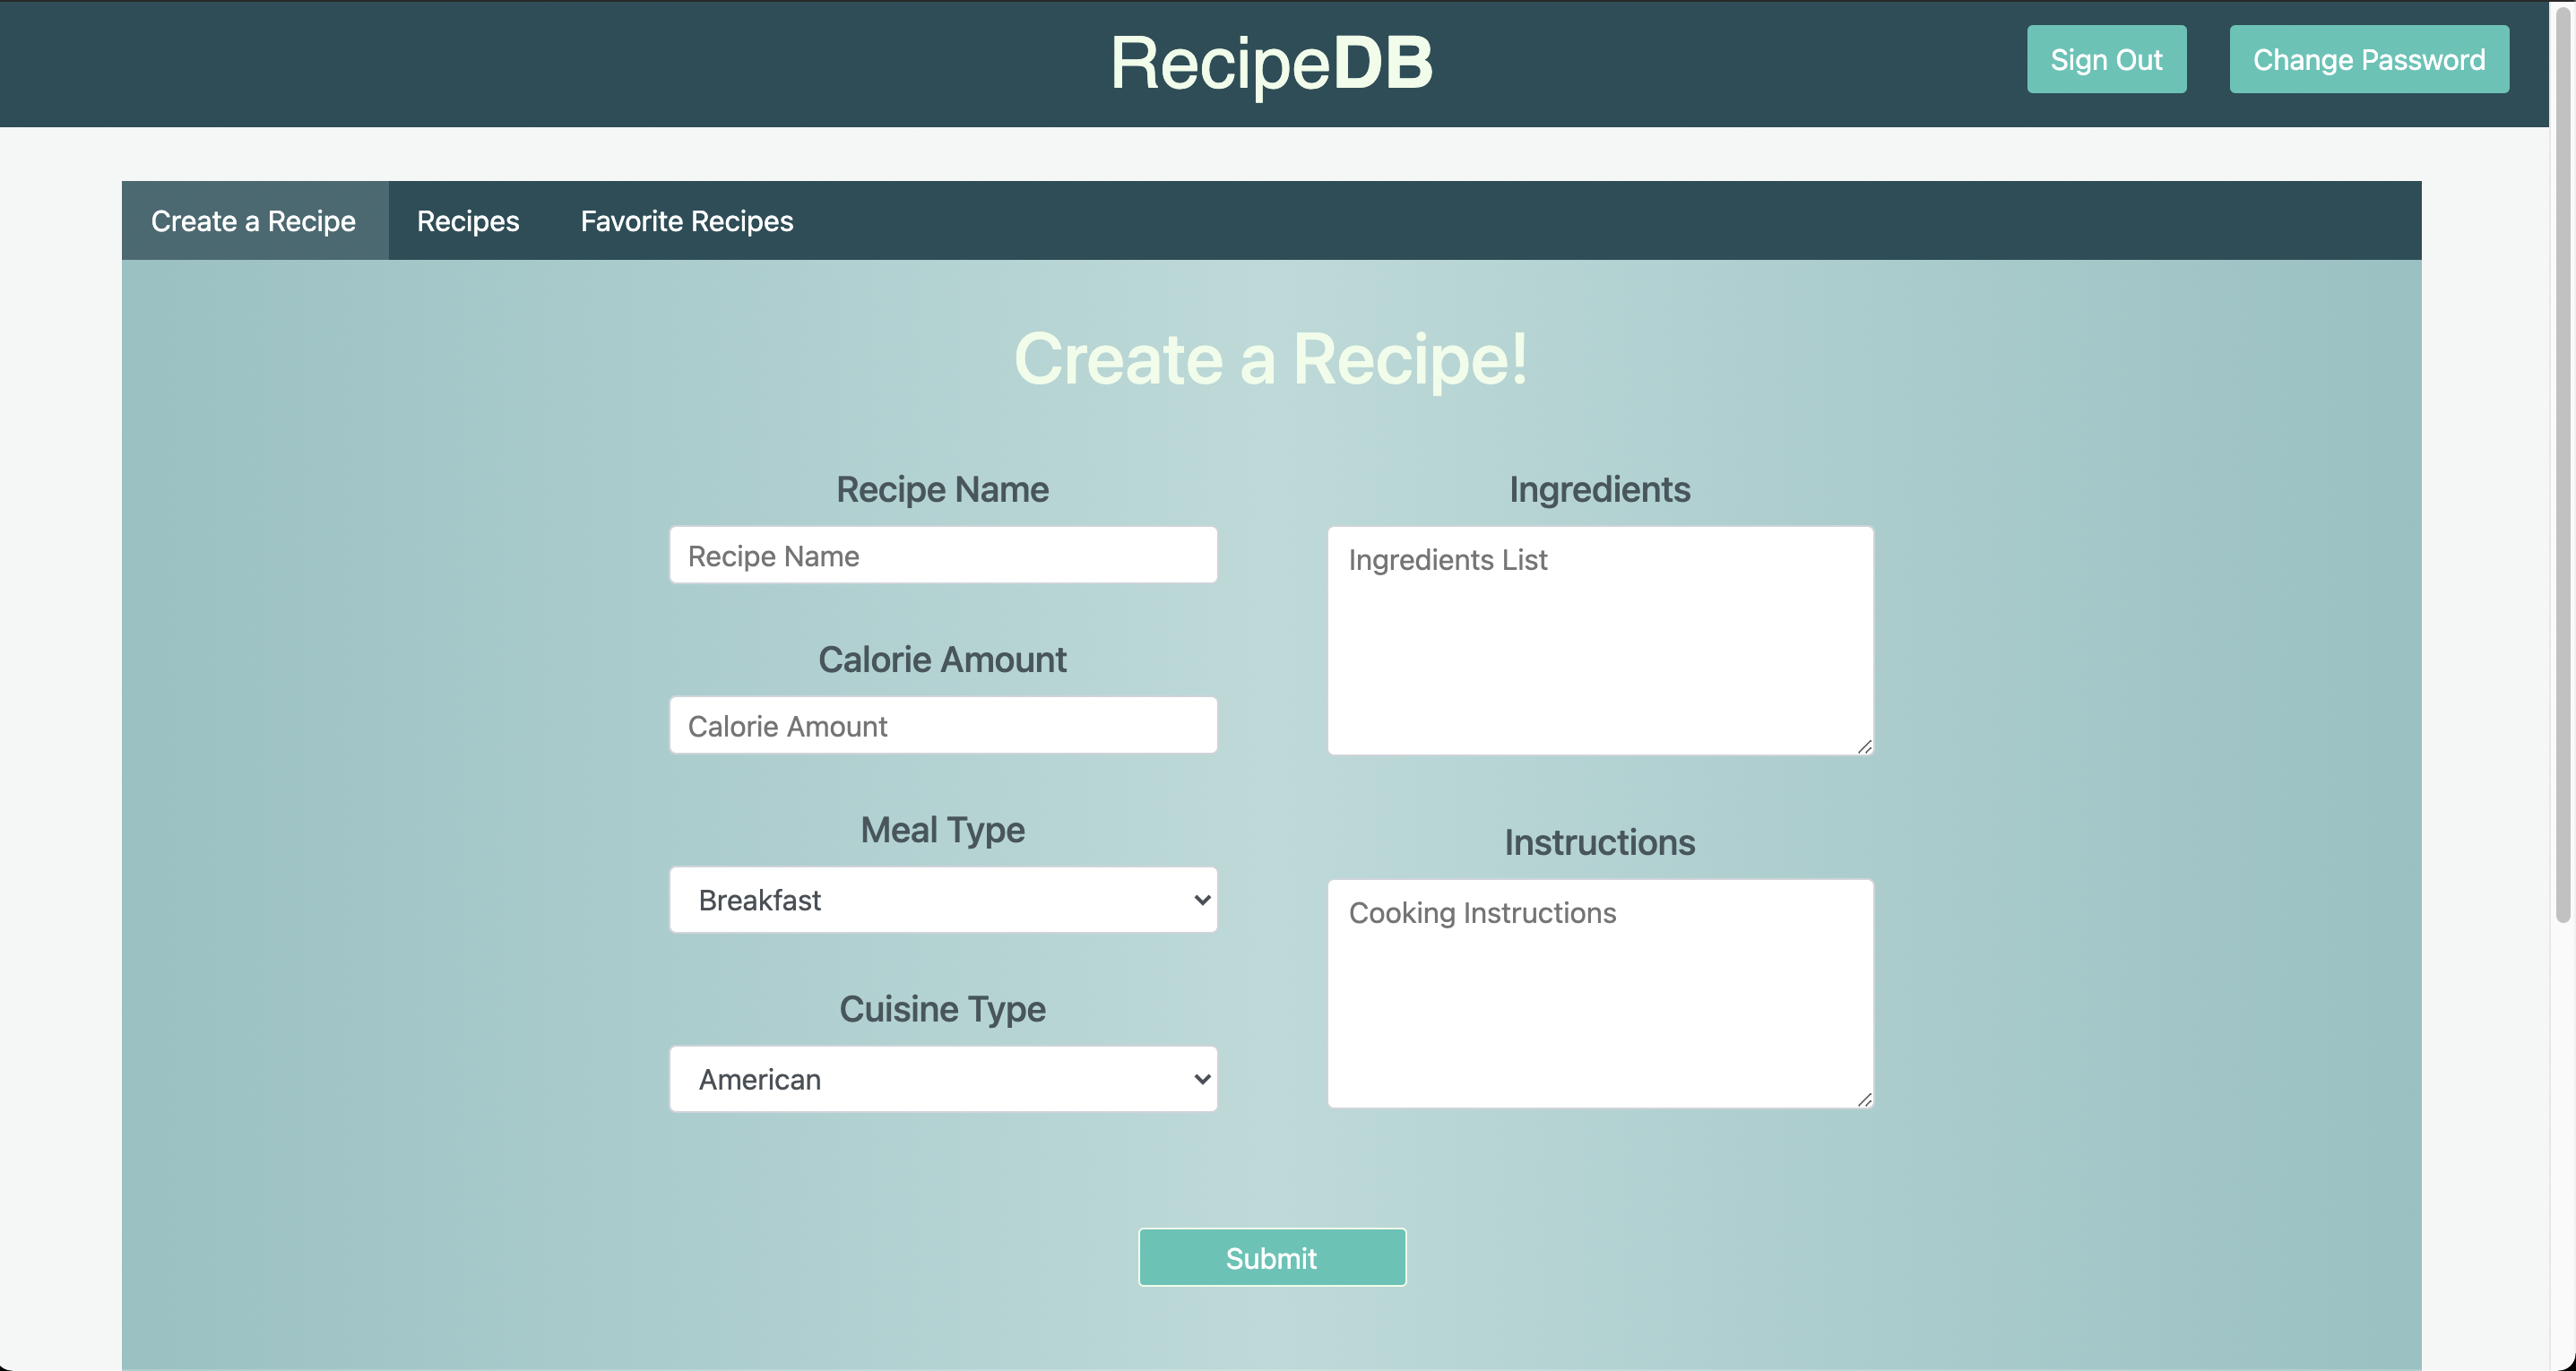 RecipeDB
Sign Out
Change Password
Create a Recipe
Recipes
Favorite Recipes
Create a Recipe!
Recipe Name
Recipe Name
Calorie Amount
Calorie Amount
Meal Type
Breakfast
Cuisine Type
American
Ingredients
Ingredients List
Instructions
Cooking Instructions
Submit